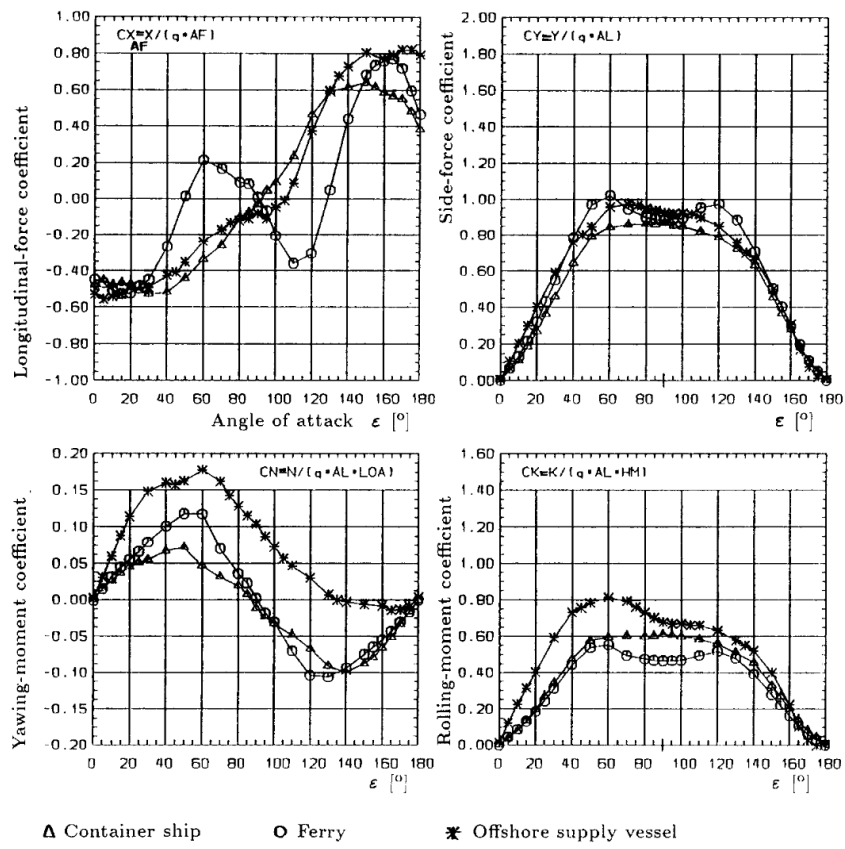 CX=X/(q*AF)
AF
1.00
0.80
0.60
0.40
0.20
0.00
-0.20
-0.40
-0.60
-0.80
-1.00
Longitudinal-force coefficient
0 20 40 60 80 100 120 140 160 180
Angle of attack ε [°]
CY=Y/(q*AL)
2.00
1.80
1.60
1.40
1.20
1.00
0.80
0.60
0.40
0.20
0.00
Side-force coefficient
0 20 40 60 80 100 120 140 160 180
ε [°]
CN=N/(q*AL*LOA)
0.20
0.15
0.10
0.05
0.00
-0.05
-0.10
-0.15
-0.20
Yawing-moment coefficient
0 20 40 60 80 100 120 140 160 180
ε [°]
CK=K/(q*AL*HM)
1.60
1.40
1.20
1.00
0.80
0.60
0.40
0.20
0.00
Rolling-moment coefficient
0 20 40 60 80 100 120 140 160 180
ε [°]
Container ship Ferry Offshore supply vessel